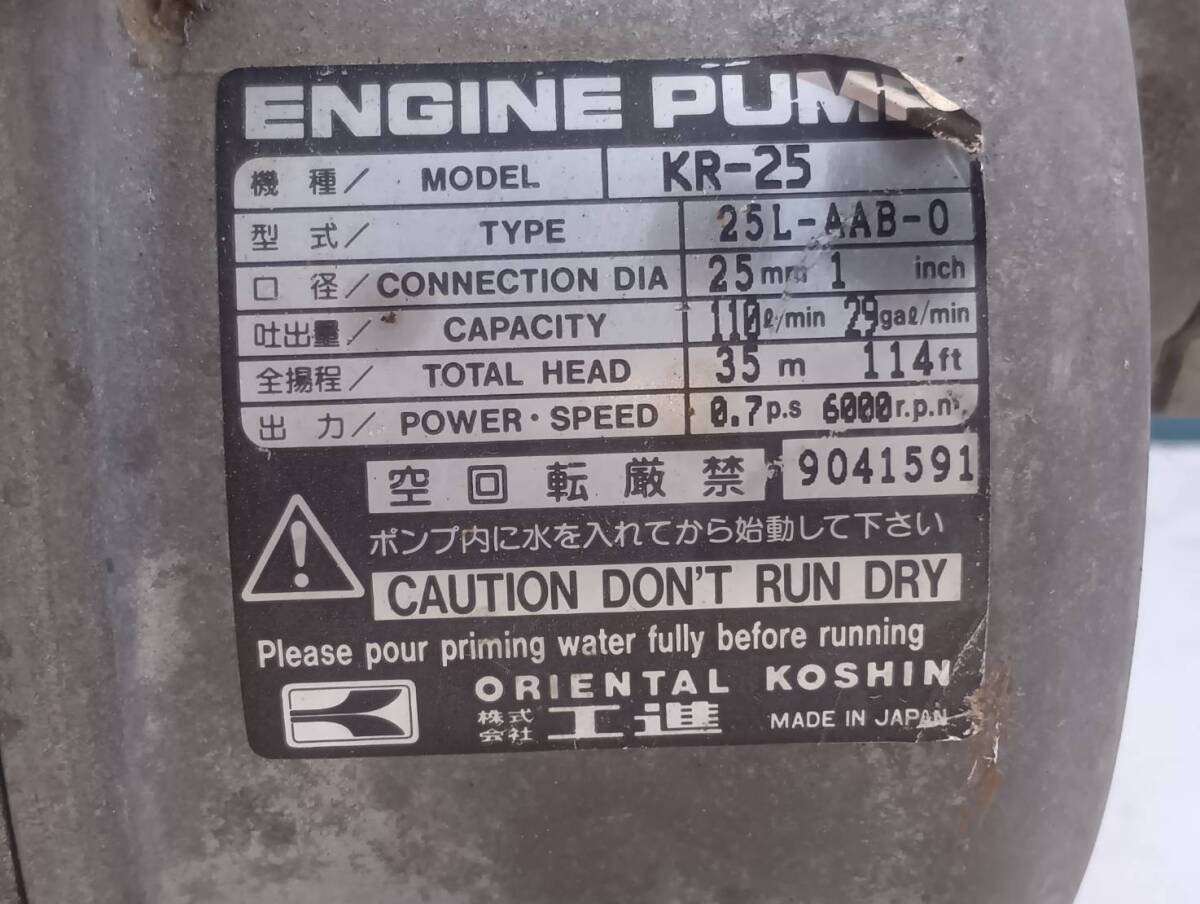 ENGINE PUMP
機種/ MODEL KR-25
型式/ TYPE 25L-AAB-0
口径/ CONNECTION DIA 25mm 1 inch
吐出量/ CAPACITY 110ℓ/min 29gaℓ/min
全揚程/ TOTAL HEAD 35 m 114ft
出力/ POWER・SPEED 0.7p.s 6000r.p.m
空回転厳禁 9041591
ポンプ内に水を入れてから始動して下さい
CAUTION DON'T RUN DRY
Please pour priming water fully before running
ORIENTAL KOSHIN
株式会社 工進 MADE IN JAPAN